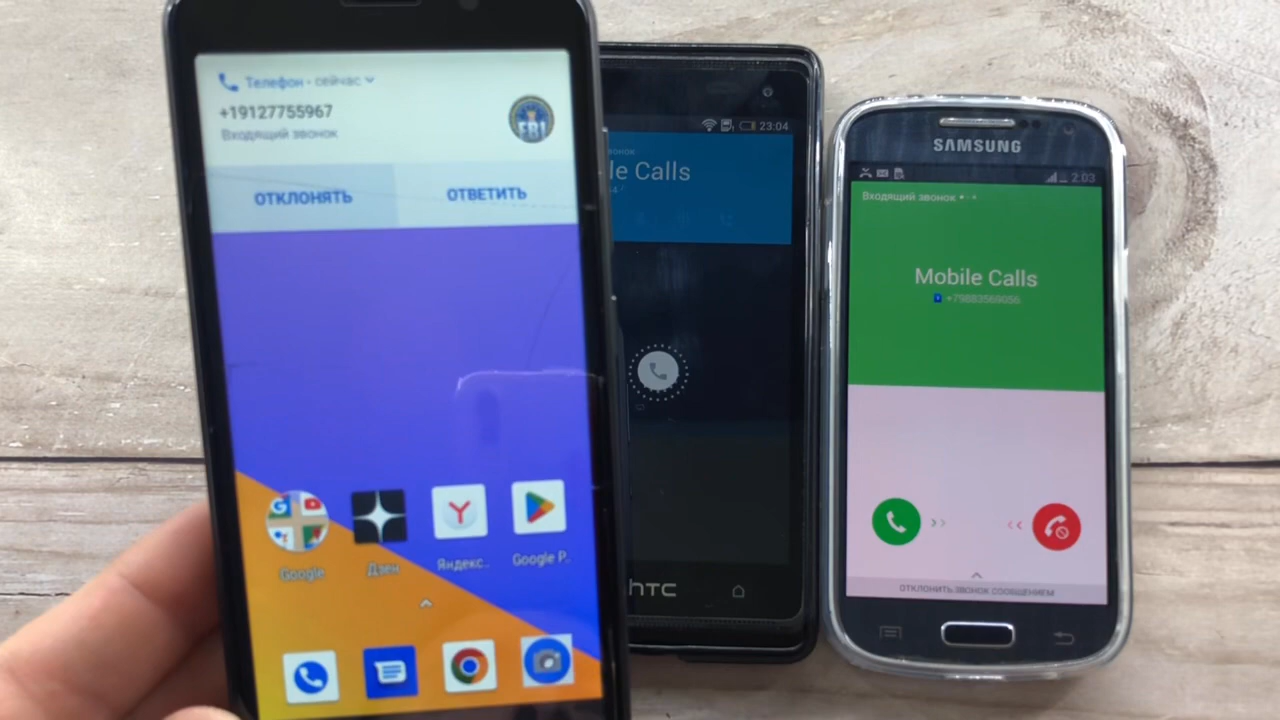 Телефон - сейчас
+19127755967
Входящий звонок
FBI
ОТКЛОНЯТЬ
ОТВЕТИТЬ
Google
Дзен
Яндекс..
Google P..
23:04
le Calls
hTC
SAMSUNG
2:03
Входящий звонок
Mobile Calls
+79883569056
ОТКЛОНИТЬ ЗВОНОК СООБЩЕНИЕМ